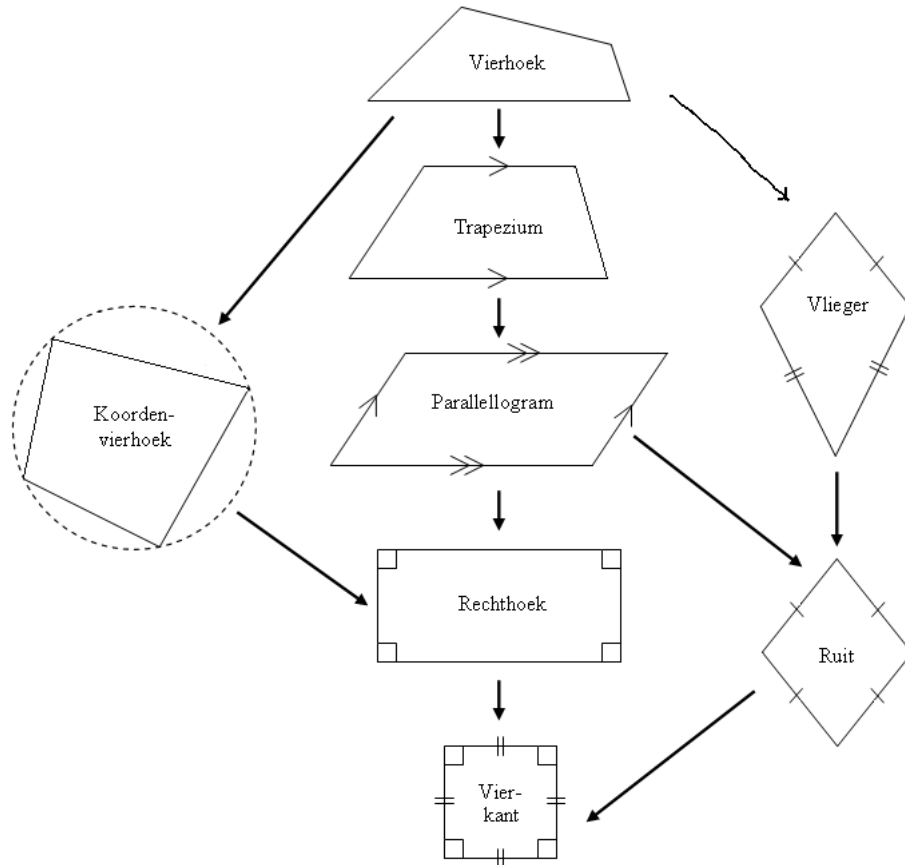 Vierhoek
Trapezium
Vlieger
Koorden-
vierhoek
Parallellogram
Rechthoek
Ruit
Vier-
kant